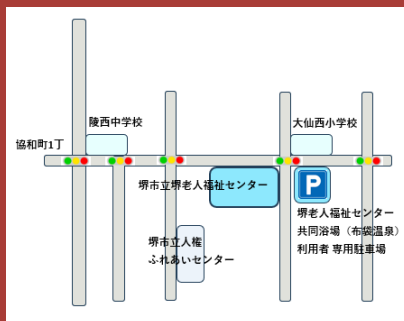 陵西中学校
大仙西小学校
協和町1丁
堺市立堺老人福祉センター
P
堺老人福祉センター
共同浴場（布袋温泉）
利用者 専用駐車場
堺市立人権
ふれあいセンター